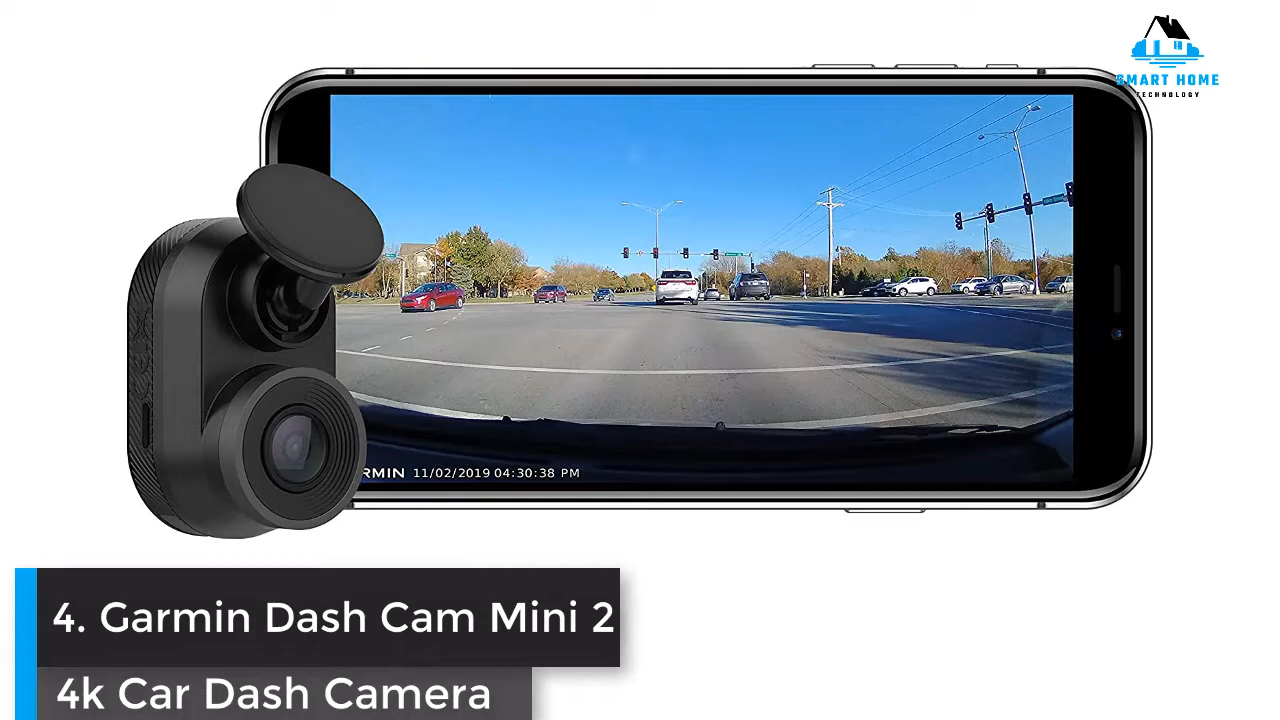 SMART HOME
TECHNOLOGY
RMIN 11/02/2019 04:30:38 PM
4. Garmin Dash Cam Mini 2
4k Car Dash Camera